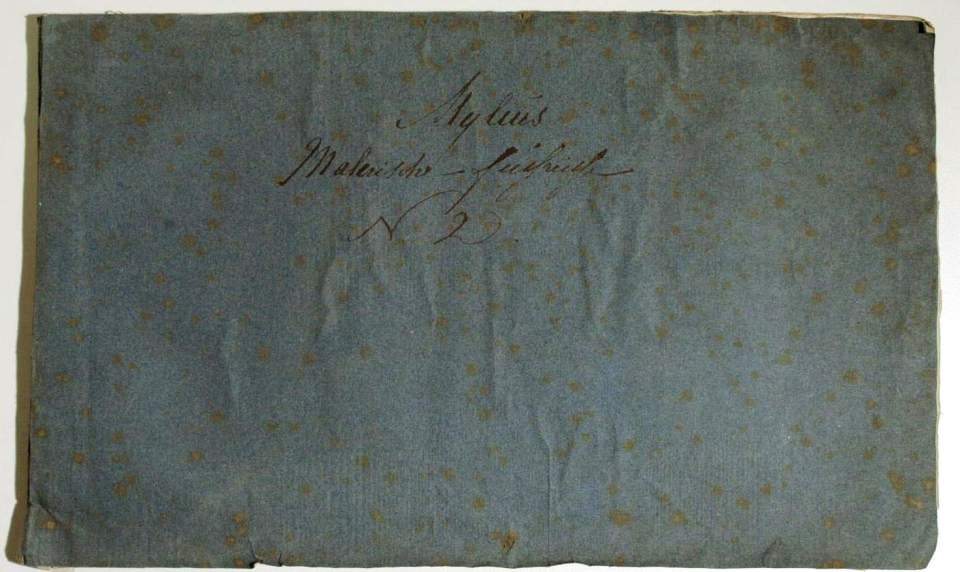 Mylius
Malerische – fußreise
N 2.